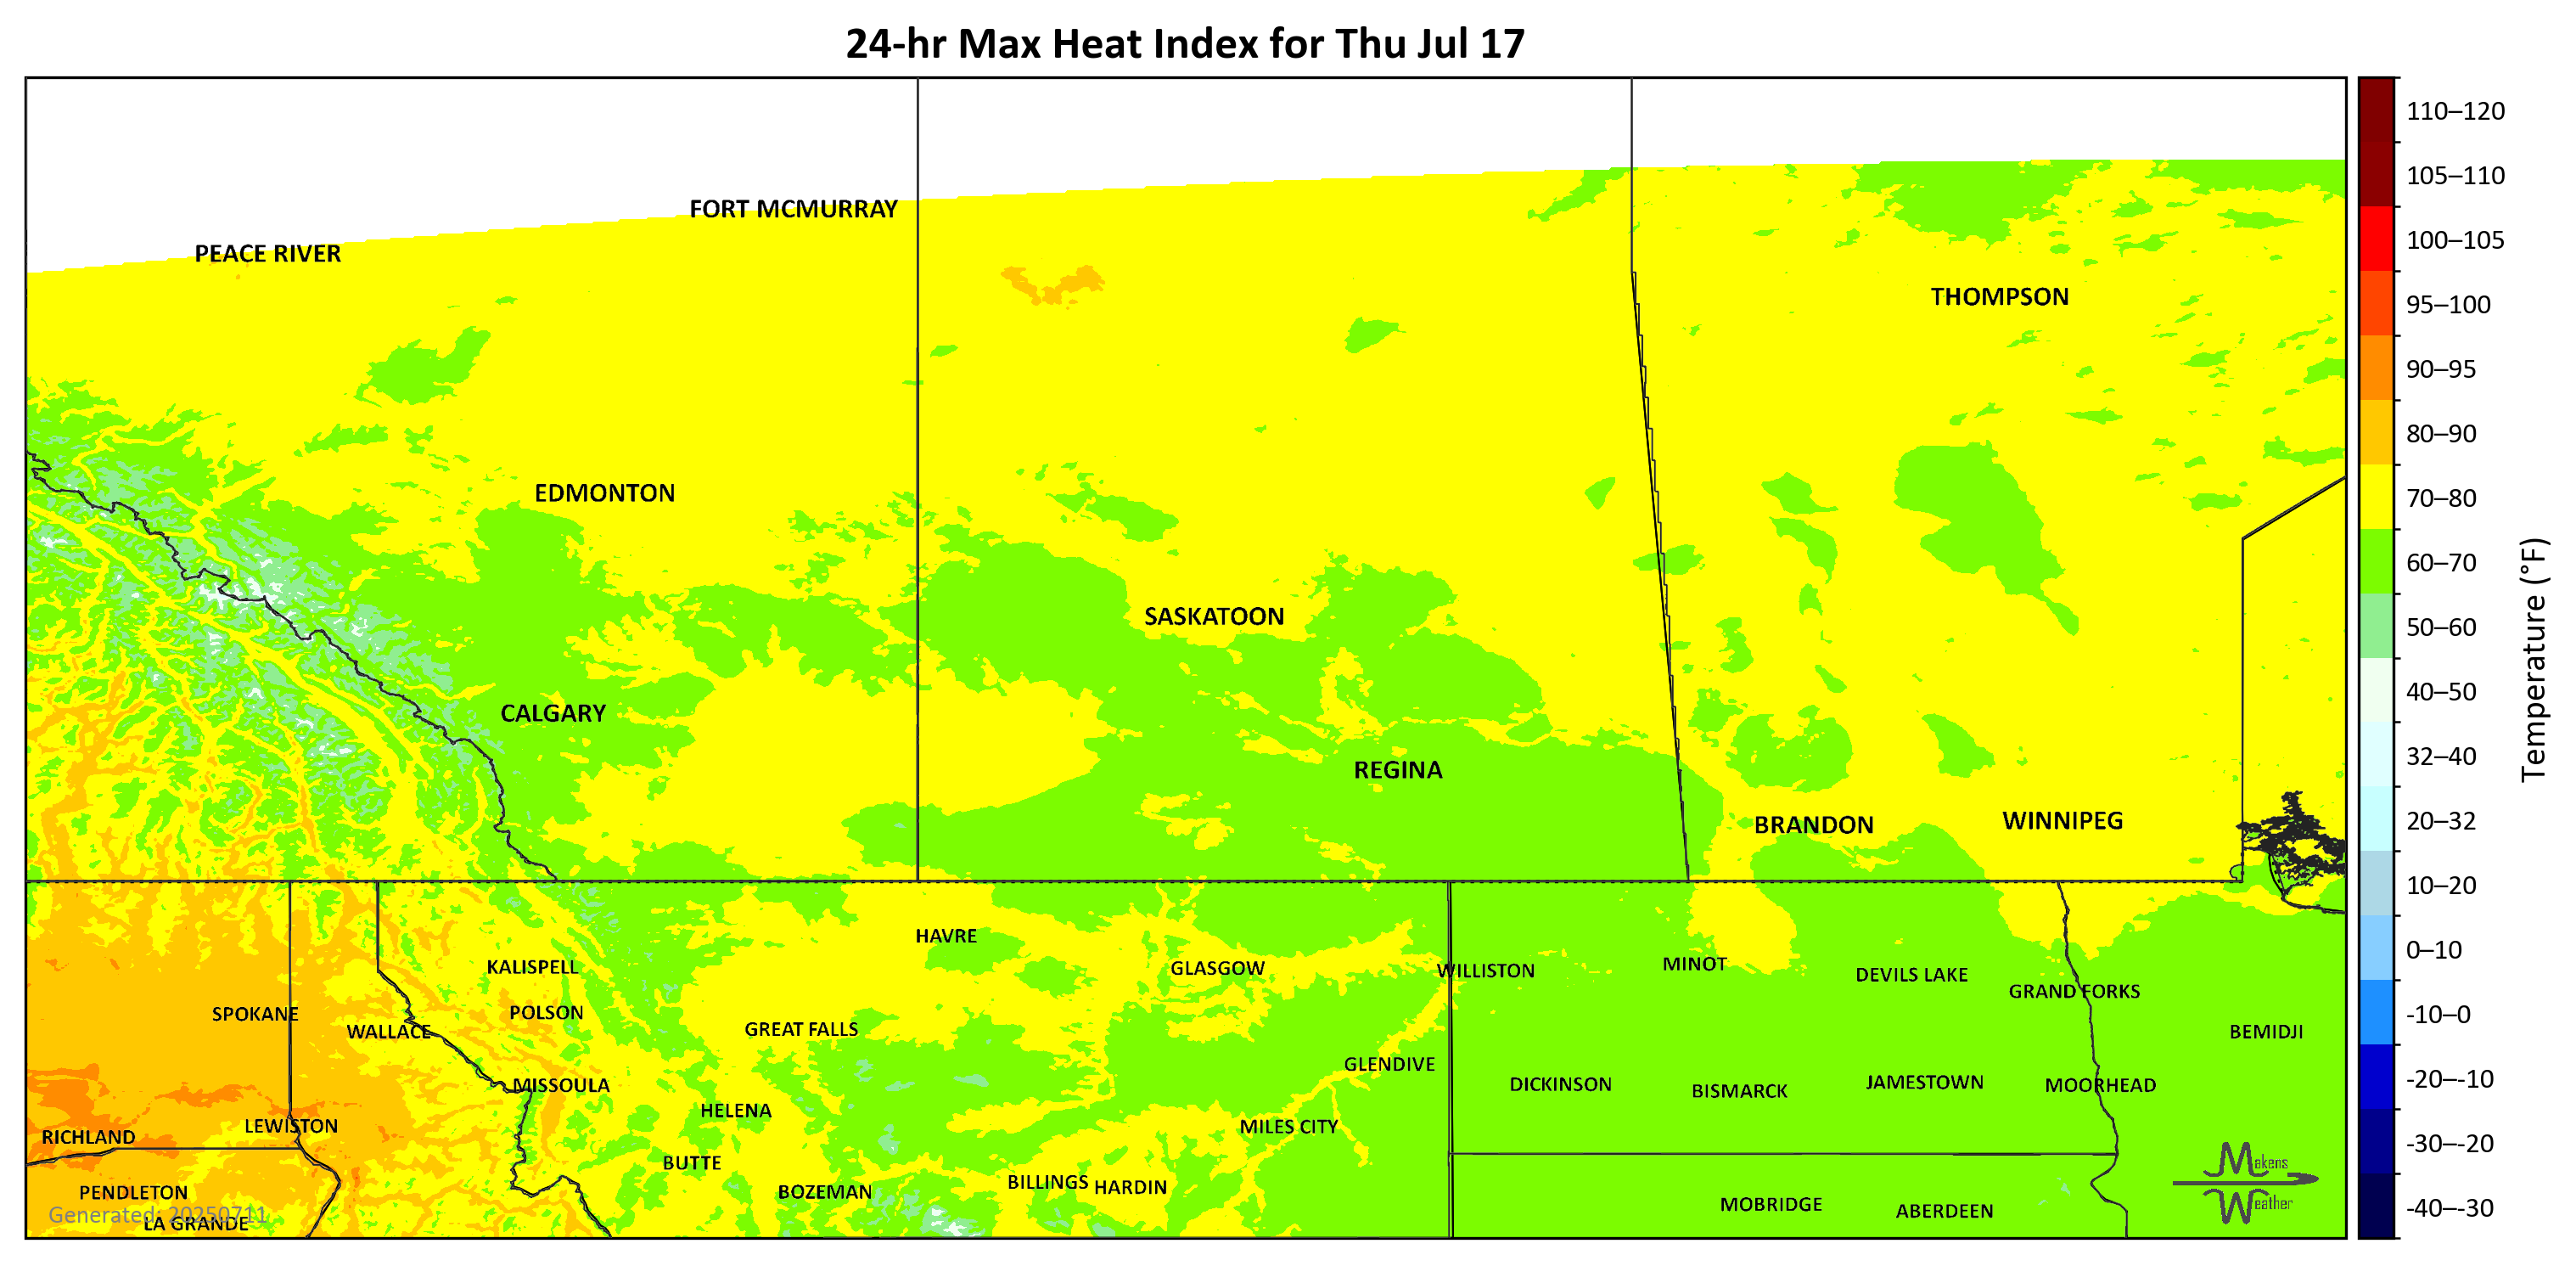 24-hr Max Heat Index for Thu Jul 17
FORT MCMURRAY
PEACE RIVER
THOMPSON
EDMONTON
SASKATOON
CALGARY
REGINA
BRANDON
WINNIPEG
HAVRE
KALISPELL
GLASGOW
WILLISTON
MINOT
DEVILS LAKE
GRAND FORKS
SPOKANE
POLSON
WALLACE
GREAT FALLS
BEMIDJI
GLENDIVE
MISSOULA
DICKINSON
BISMARCK
JAMESTOWN
MOORHEAD
HELENA
LEWISTON
MILES CITY
RICHLAND
BUTTE
BILLINGS
HARDIN
PENDLETON
BOZEMAN
MOBRIDGE
ABERDEEN
LA GRANDE
Generated: 20250711
Makens
Weather
110–120
105–110
100–105
95–100
90–95
80–90
70–80
60–70
50–60
40–50
32–40
20–32
10–20
0–10
-10–0
-20–-10
-30–-20
-40–-30
Temperature (°F)